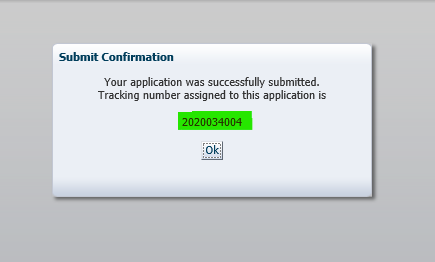 Submit Confirmation
Your application was successfully submitted.
Tracking number assigned to this application is
2020034004
Ok